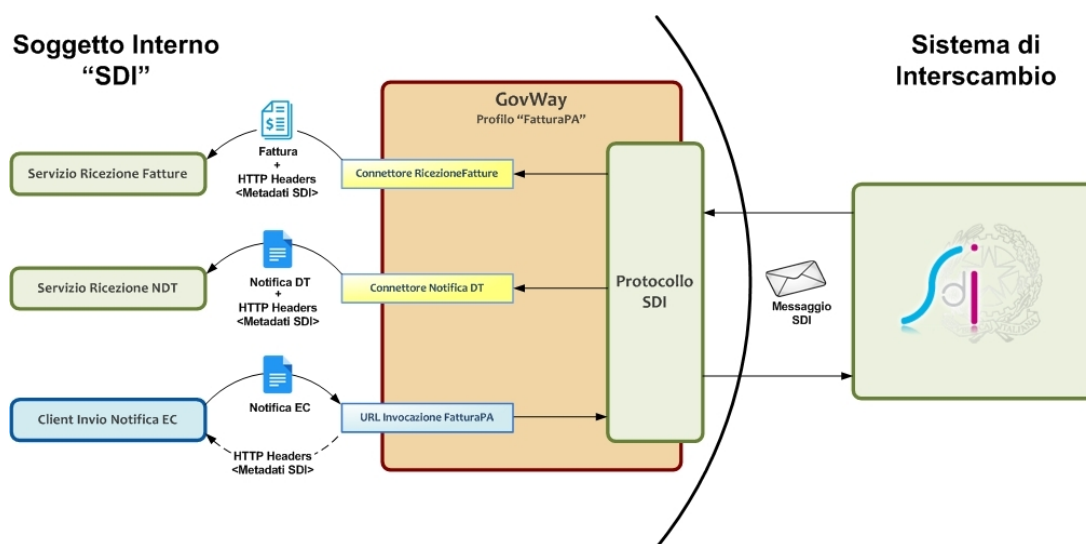 Soggetto Interno
“SDI”
Sistema di
Interscambio
GovWay
Profilo “FatturaPA”
Fattura
+
HTTP Headers
<Metadati SDI>
Servizio Ricezione Fatture
Connettore RicezioneFatture
Notifica DT
+
HTTP Headers
<Metadati SDI>
Servizio Ricezione NDT
Connettore Notifica DT
Protocollo
SDI
Messaggio
SDI
sdi
Notifica EC
Client Invio Notifica EC
URL Invocazione FatturaPA
HTTP Headers
<Metadati SDI>